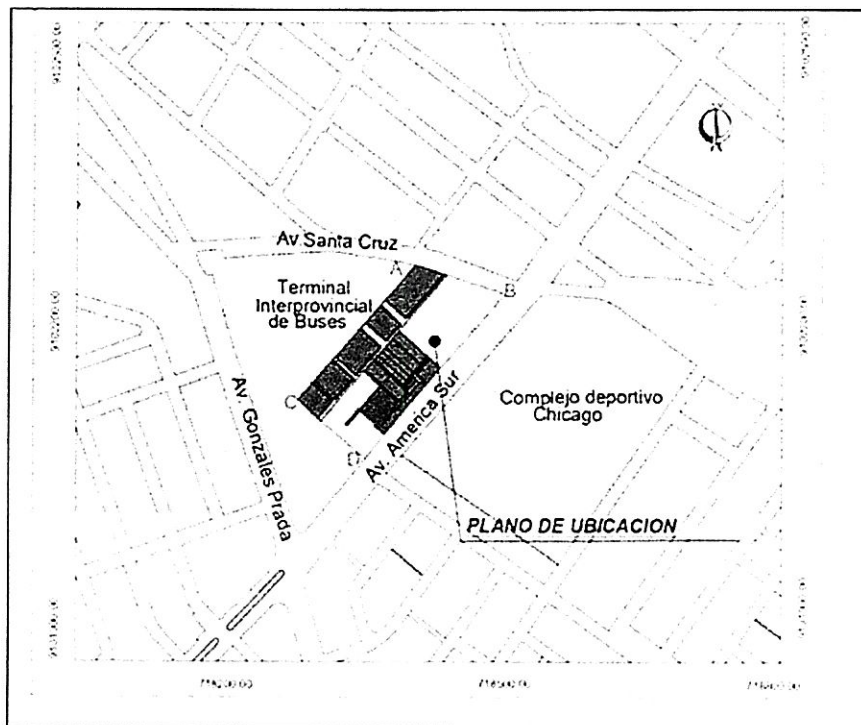 Av.Santa Cruz
A
B
Terminal
Interprovincial
de Buses
C
D
Av. Gonzales Prada
Av. America Sur
Complejo deportivo
Chicago
PLANO DE UBICACION